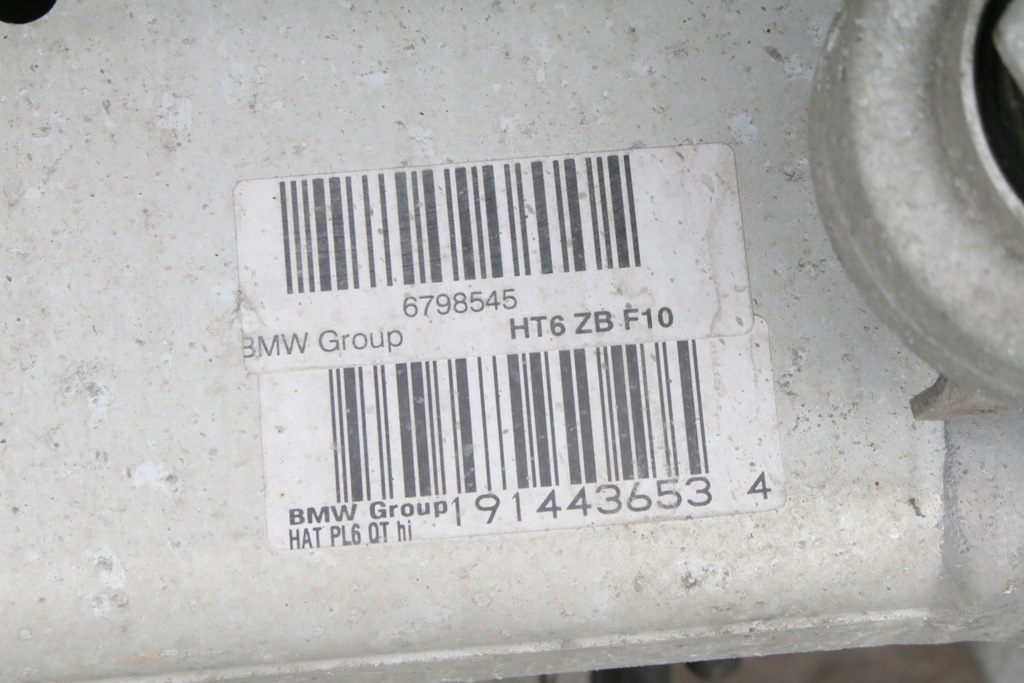 6798545
BMW Group HT6 ZB F10
BMW Group 191443653 4
HAT PL6 QT hi